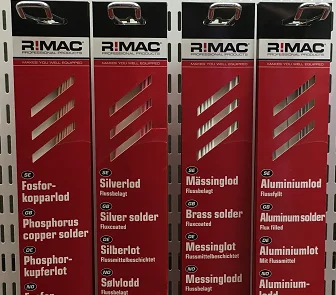 RIMAC
PROFESSIONAL PRODUCTS
MAKES YOU WELL EQUIPPED
SE
Fosfor-
kopparlod
GB
Phosphorus
copper solder
DE
Phosphor-
kupferlot
NO
RIMAC
PROFESSIONAL PRODUCTS
MAKES YOU WELL EQUIPPED
SE
Silverlod
Flussbelagt
GB
Silver solder
Fluxcoated
DE
Silberlot
Flussmittelbeschichtet
NO
Sølvlodd
Flussbelagt
RIMAC
PROFESSIONAL PRODUCTS
MAKES YOU WELL EQUIPPED
SE
Mässinglod
Flussbelagt
GB
Brass solder
Fluxcoated
DE
Messinglot
Flussmittelbeschichtet
NO
Messinglodd
Flussbelagt
RIMAC
PROFESSIONAL PRODUCTS
MAKES YOU WELL EQUIPPED
SE
Aluminiumlod
Flussfyllt
GB
Aluminum solder
Flux filled
DE
Aluminiumlot
Mit Flussmittel
NO
Aluminium-